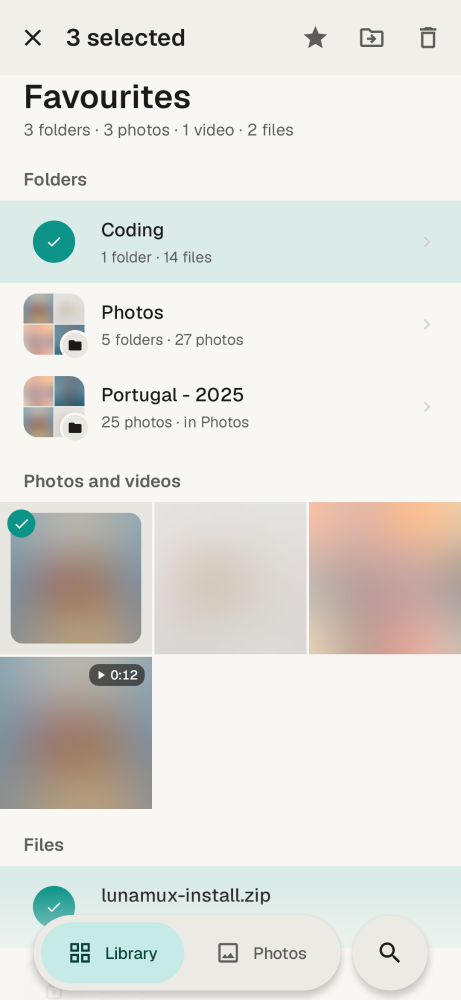 3 selected
Favourites
3 folders · 3 photos · 1 video · 2 files
Folders
Coding
1 folder · 14 files
Photos
5 folders · 27 photos
Portugal - 2025
25 photos · in Photos
Photos and videos
0:12
Files
lunamux-install.zip
Library
Photos